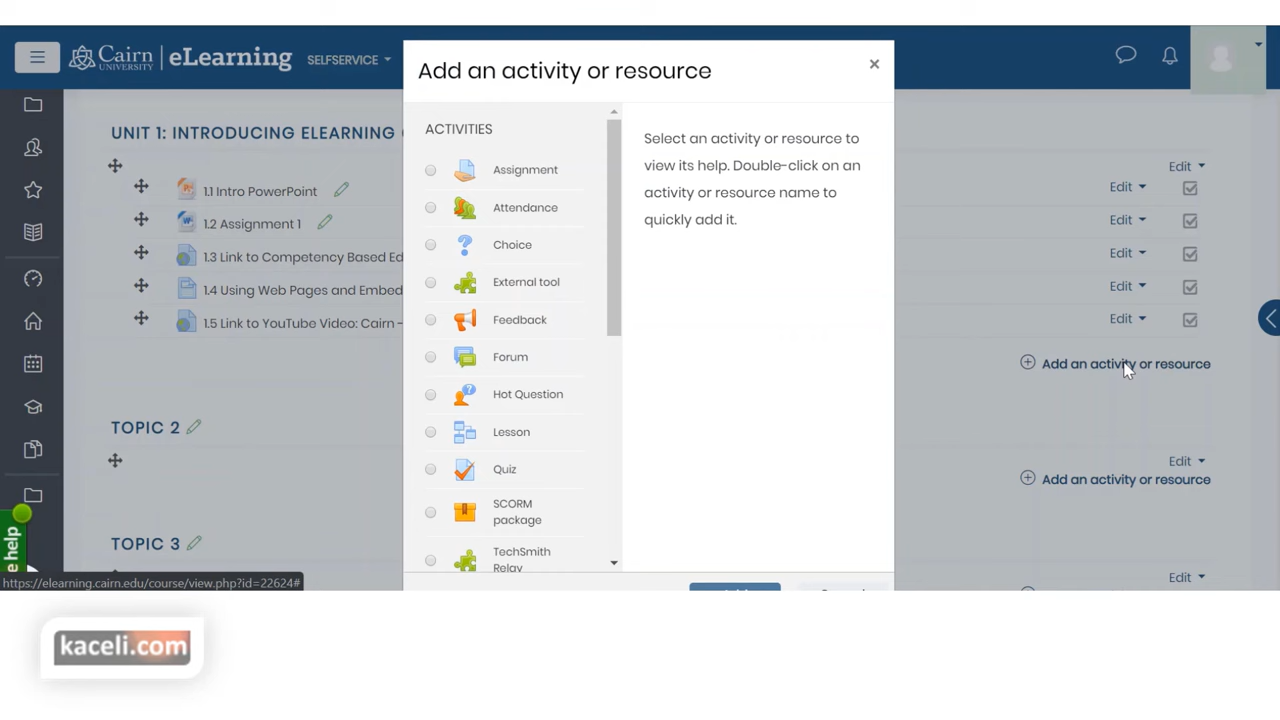 Cairn
UNIVERSITY
eLearning
SELFSERVICE
Add an activity or resource
×
ACTIVITIES
Assignment
Attendance
Choice
External tool
Feedback
Forum
Hot Question
Lesson
Quiz
SCORM
package
TechSmith
Relay
Select an activity or resource to
view its help. Double-click on an
activity or resource name to
quickly add it.
UNIT 1: INTRODUCING ELEARNING
Edit
1.1 Intro PowerPoint
Edit
1.2 Assignment 1
Edit
1.3 Link to Competency Based Ed
Edit
1.4 Using Web Pages and Embed
Edit
1.5 Link to YouTube Video: Cairn -
Edit
Add an activity or resource
TOPIC 2
Edit
Add an activity or resource
TOPIC 3
Edit
e help
https://elearning.cairn.edu/course/view.php?id=22624#
kaceli.com